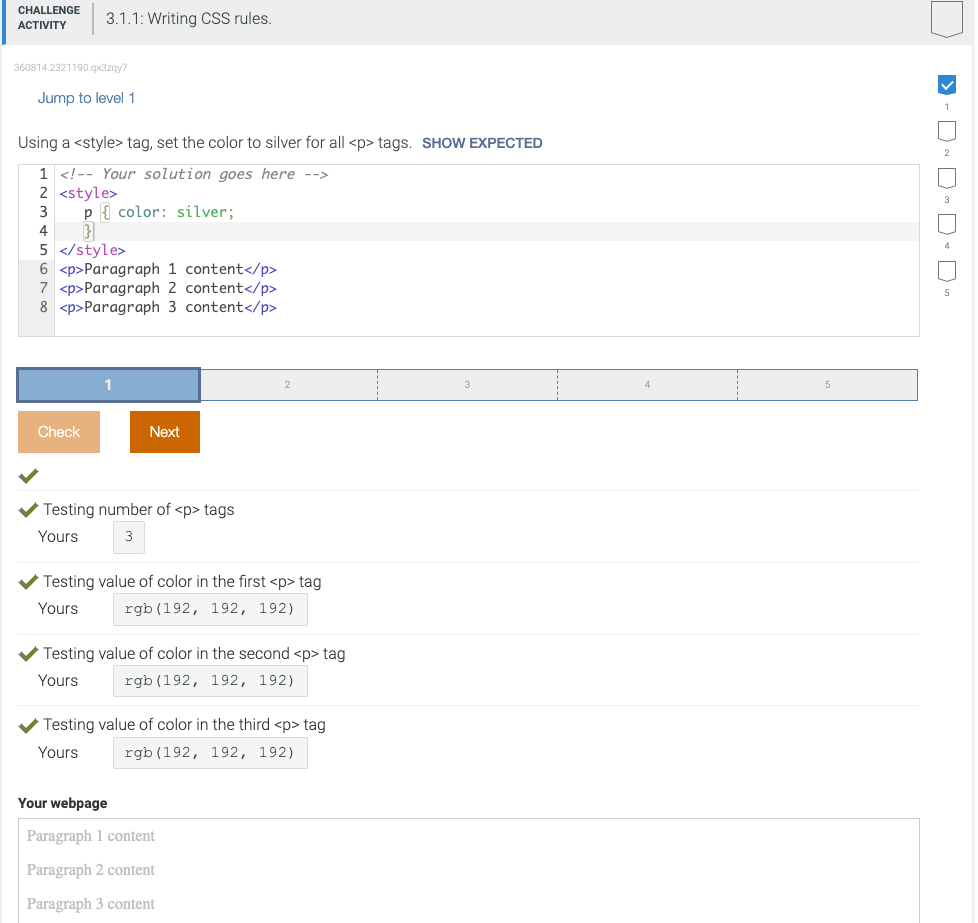 CHALLENGE
ACTIVITY
3.1.1: Writing CSS rules.
360814.2321190.qx3zqy7
Jump to level 1
1
Using a <style> tag, set the color to silver for all <p> tags. SHOW EXPECTED
2
3
4
5
1 <!-- Your solution goes here -->
2 <style>
3    p { color: silver;
4    }
5 </style>
6 <p>Paragraph 1 content</p>
7 <p>Paragraph 2 content</p>
8 <p>Paragraph 3 content</p>
1 2 3 4 5
Check Next
Testing number of <p> tags
Yours 3
Testing value of color in the first <p> tag
Yours rgb(192, 192, 192)
Testing value of color in the second <p> tag
Yours rgb(192, 192, 192)
Testing value of color in the third <p> tag
Yours rgb(192, 192, 192)
Your webpage
Paragraph 1 content
Paragraph 2 content
Paragraph 3 content